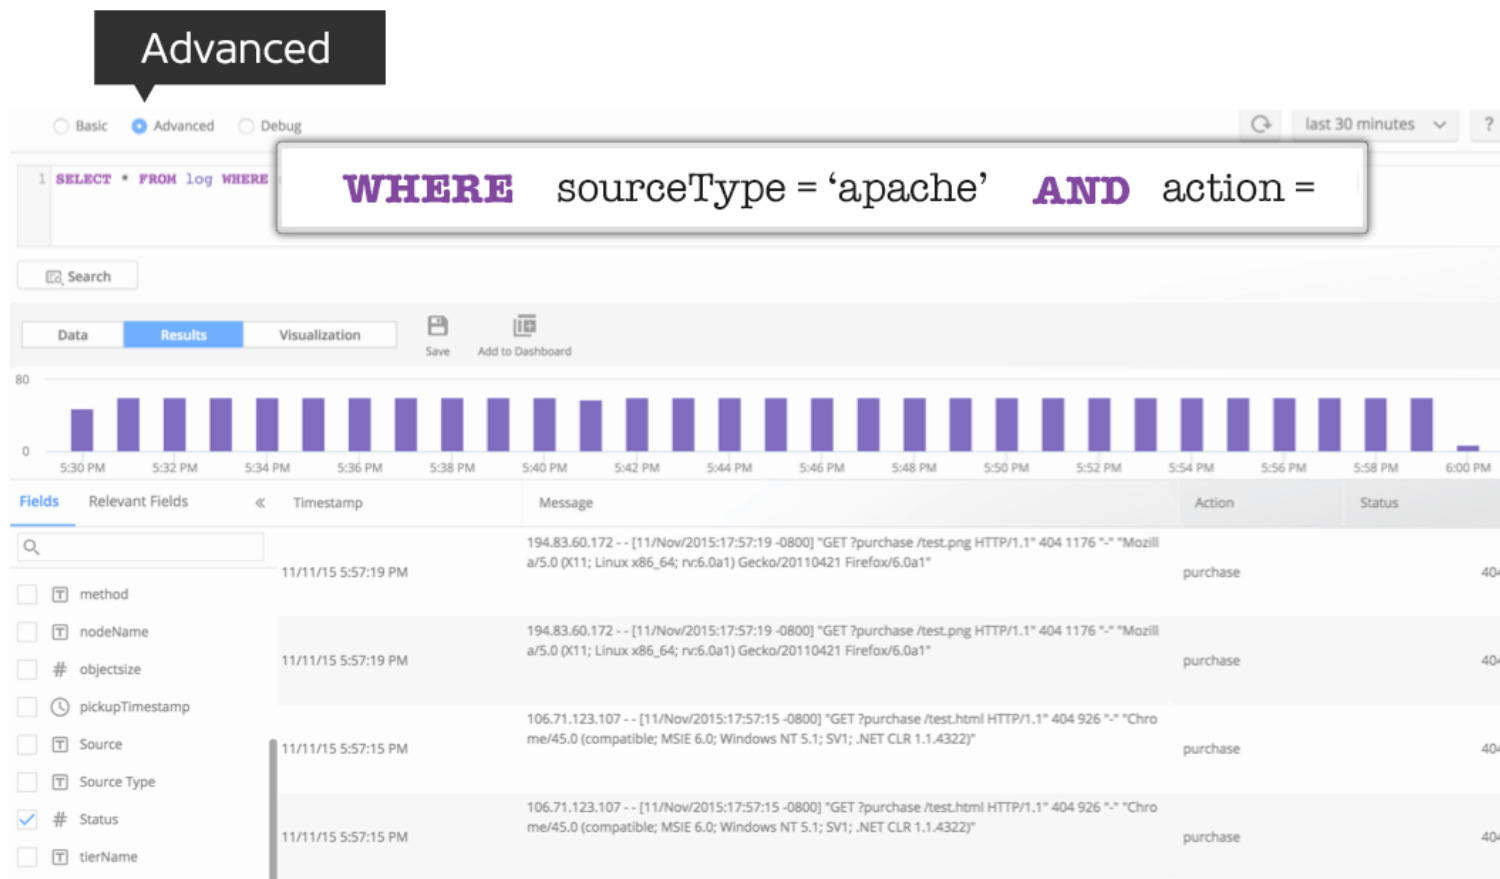 Advanced
Basic Advanced Debug
last 30 minutes ?
1 SELECT * FROM log WHERE
WHERE sourceType = ‘apache’ AND action =
Search
Data Results Visualization
Save Add to Dashboard
80
0
5:30 PM 5:32 PM 5:34 PM 5:36 PM 5:38 PM 5:40 PM 5:42 PM 5:44 PM 5:46 PM 5:48 PM 5:50 PM 5:52 PM 5:54 PM 5:56 PM 5:58 PM 6:00 PM
Fields Relevant Fields « Timestamp Message Action Status
194.83.60.172 - - [11/Nov/2015:17:57:19 -0800] "GET ?purchase /test.png HTTP/1.1" 404 1176 "-" "Mozill
a/5.0 (X11; Linux x86_64; rv:6.0a1) Gecko/20110421 Firefox/6.0a1"
11/11/15 5:57:19 PM purchase 404
method
194.83.60.172 - - [11/Nov/2015:17:57:19 -0800] "GET ?purchase /test.png HTTP/1.1" 404 1176 "-" "Mozill
nodeName
a/5.0 (X11; Linux x86_64; rv:6.0a1) Gecko/20110421 Firefox/6.0a1"
11/11/15 5:57:19 PM purchase 404
# objectsize
pickupTimestamp
106.71.123.107 - - [11/Nov/2015:17:57:15 -0800] "GET ?purchase /test.html HTTP/1.1" 404 926 "-" "Chro
me/45.0 (compatible; MSIE 6.0; Windows NT 5.1; SV1; .NET CLR 1.1.4322)"
Source
11/11/15 5:57:15 PM purchase 404
Source Type
106.71.123.107 - - [11/Nov/2015:17:57:15 -0800] "GET ?purchase /test.html HTTP/1.1" 404 926 "-" "Chro
# Status
me/45.0 (compatible; MSIE 6.0; Windows NT 5.1; SV1; .NET CLR 1.1.4322)"
11/11/15 5:57:15 PM purchase 404
tierName